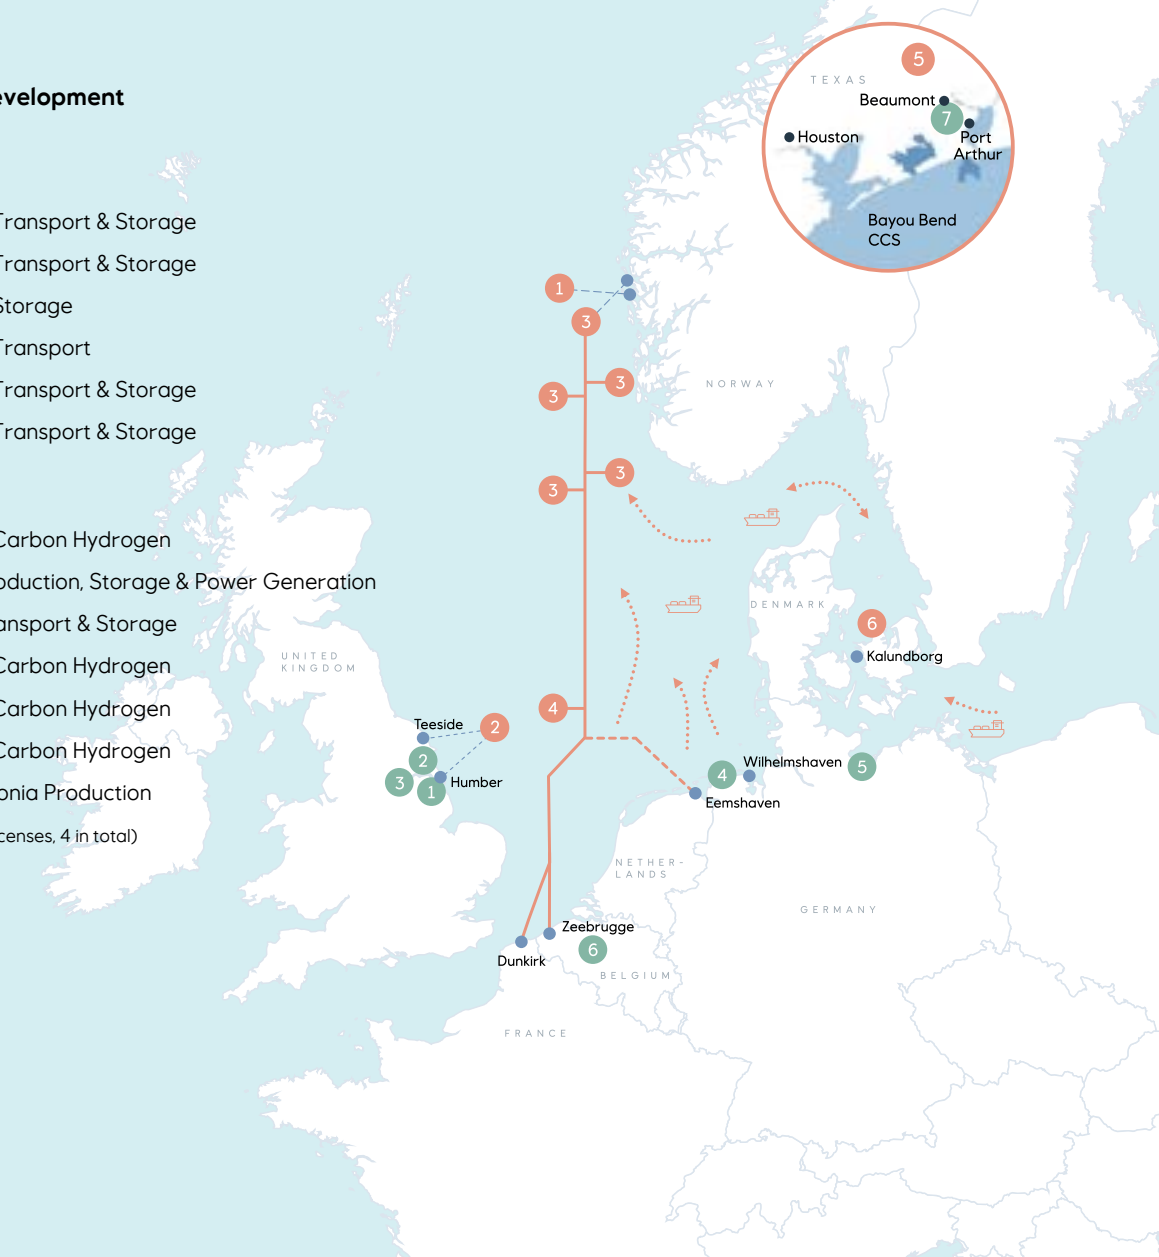 evelopment
Transport & Storage
Transport & Storage
Storage
Transport
Transport & Storage
Transport & Storage
Carbon Hydrogen
oduction, Storage & Power Generation
ansport & Storage
Carbon Hydrogen
Carbon Hydrogen
Carbon Hydrogen
onia Production
censes, 4 in total)
5
TEXAS
Beaumont
7
Houston
Port
Arthur
Bayou Bend
CCS
1
3
3
3
NORWAY
3
3
DENMARK
6
Kalundborg
UNITED
KINGDOM
4
Teeside
2
2
3
1
Humber
Wilhelmshaven
5
4
Eemshaven
NETHER-
LANDS
GERMANY
Zeebrugge
6
Dunkirk
BELGIUM
FRANCE